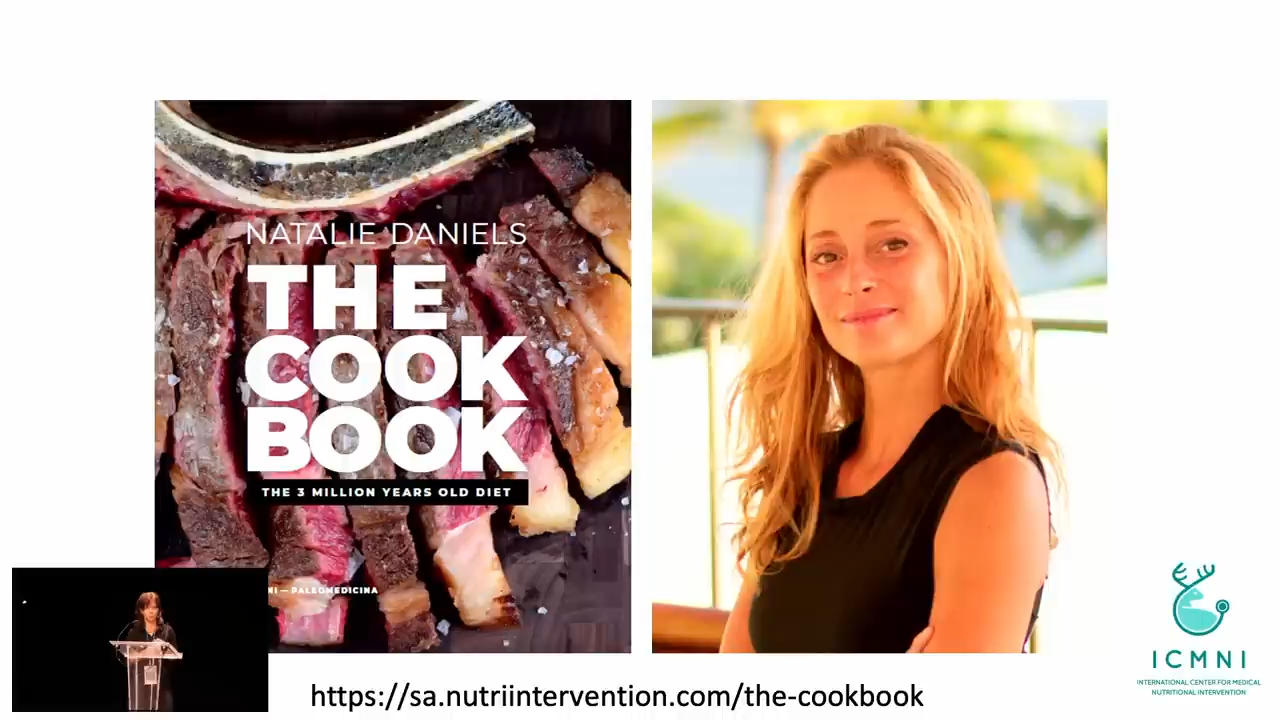 NATALIE DANIELS
THE
COOK
BOOK
THE 3 MILLION YEARS OLD DIET
NI — PALEOMEDICINA
https://sa.nutriintervention.com/the-cookbook
ICMNI
INTERNATIONAL CENTER FOR MEDICAL
NUTRITIONAL INTERVENTION